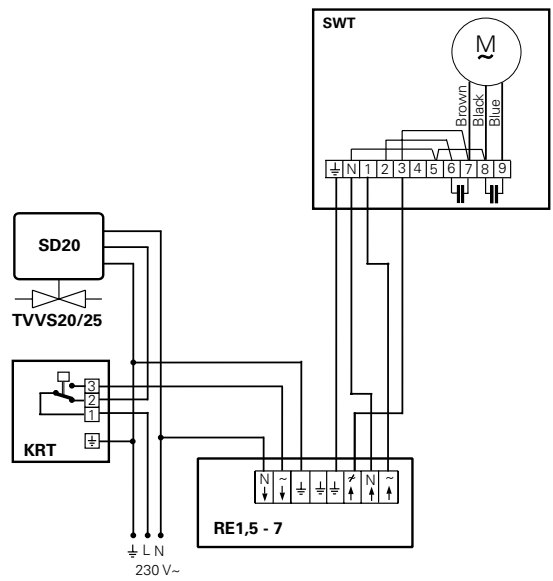 SWT
M
~
Brown
Black
Blue
N 1 2 3 4 5 6 7 8 9
SD20
TVVS20/25
3
2
1
KRT
N ~ ≁ N ~
RE1,5 - 7
L N
230 V~